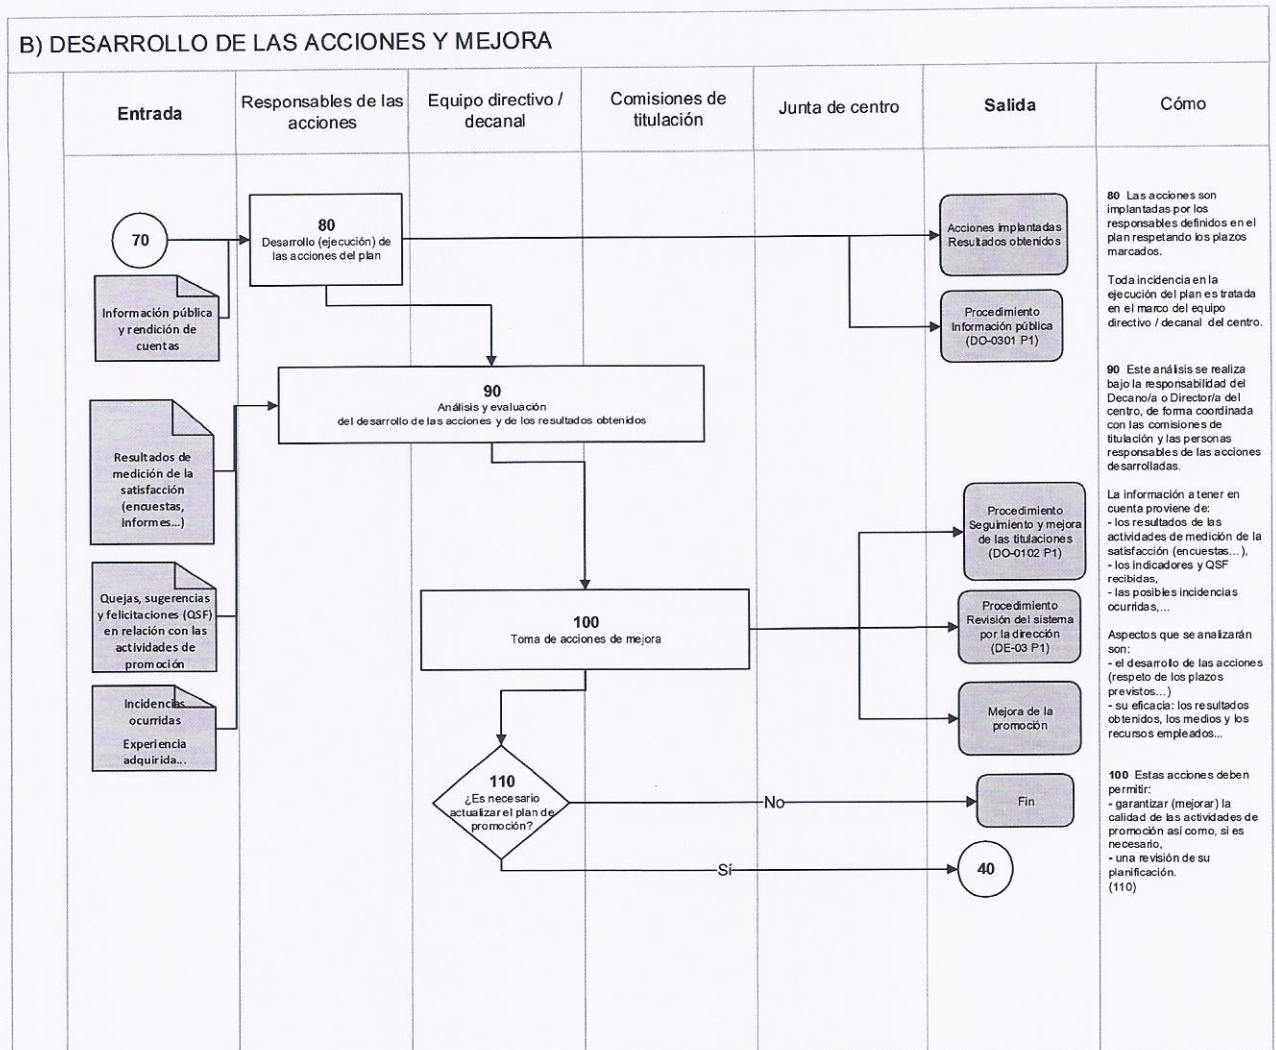 B) DESARROLLO DE LAS ACCIONES Y MEJORA
Entrada
Responsables de las
acciones
Equipo directivo /
decanal
Comisiones de
titulación
Junta de centro
Salida
Cómo
70
Información pública
y rendición de
cuentas
80
Desarrollo (ejecución) de
las acciones del plan
Acciones implantadas
Resultados obtenidos
Procedimiento
Información pública
(DO-0301 P1)
90
Análisis y evaluación
del desarrollo de las acciones y de los resultados obtenidos
Resultados de
medición de la
satisfacción
(encuestas,
informes...)
Quejas, sugerencias
y felicitaciones (QSF)
en relación con las
actividades de
promoción
Incidencias
ocurridas
Experiencia
adquirida...
100
Toma de acciones de mejora
Procedimiento
Seguimiento y mejora
de las titulaciones
(DO-0102 P1)
Procedimiento
Revisión del sistema
por la dirección
(DE-03 P1)
Mejora de la
promoción
110
¿Es necesario
actualizar el plan de
promoción?
No
Fin
Sí
40
80 Las acciones son
implantadas por los
responsables definidos en el
plan respetando los plazos
marcados.
Toda incidencia en la
ejecución del plan es tratada
en el marco del equipo
directivo / decanal del centro.
90 Este análisis se realiza
bajo la responsabilidad del
Decano/a o Director/a del
centro, de forma coordinada
con las comisiones de
titulación y las personas
responsables de las acciones
desarrolladas.
La información a tener en
cuenta proviene de:
- los resultados de las
actividades de medición de la
satisfacción (encuestas...),
- los indicadores y QSF
recibidas,
- las posibles incidencias
ocurridas,...
Aspectos que se analizarán
son:
- el desarrollo de las acciones
(respeto de los plazos
previstos...)
- su eficacia: los resultados
obtenidos, los medios y los
recursos empleados...
100 Estas acciones deben
permitir:
- garantizar (mejorar) la
calidad de las actividades de
promoción así como, si es
necesario,
- una revisión de su
planificación.
(110)